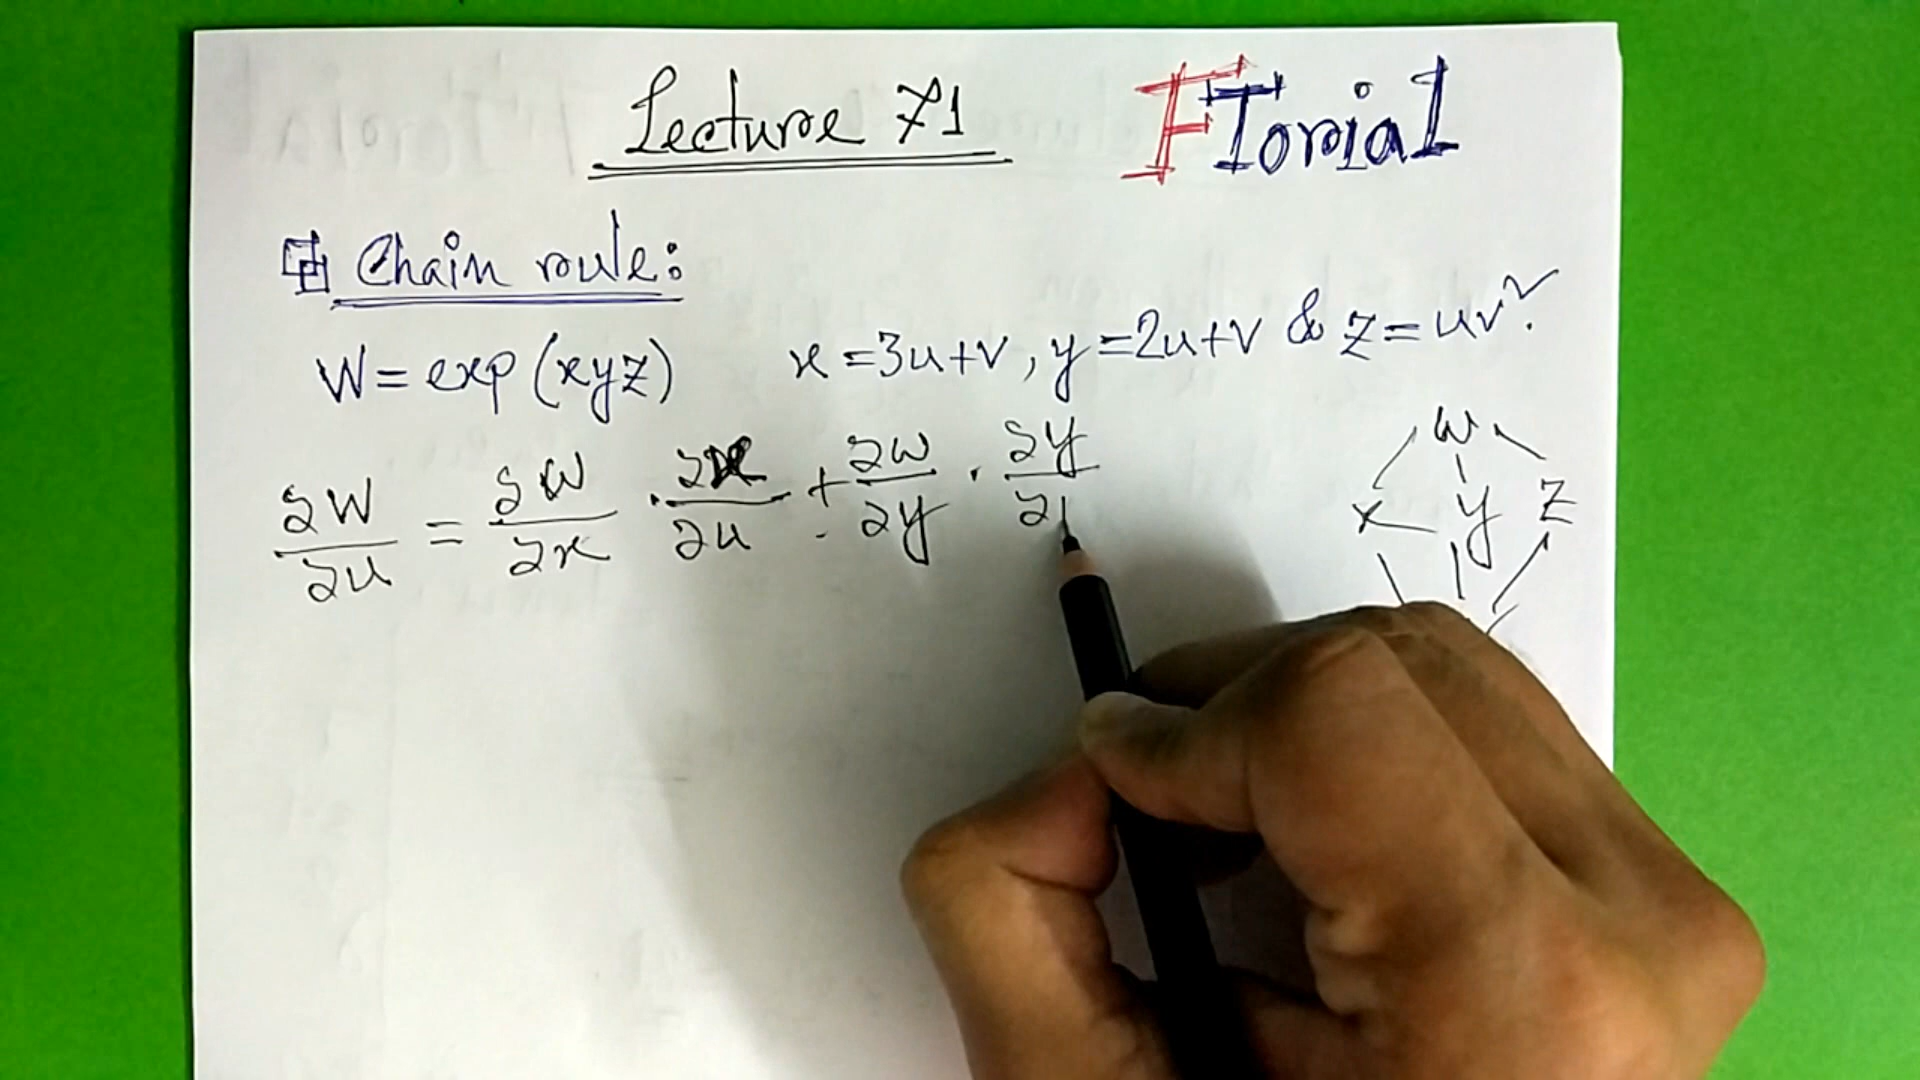 Lecture 71 FTorial
Chain rule:
W = exp(xyz) x = 3u+v, y = 2u+v & z = uv².
∂W/∂u = ∂W/∂x · ∂x/∂u + ∂w/∂y · ∂y/∂
w
x y z